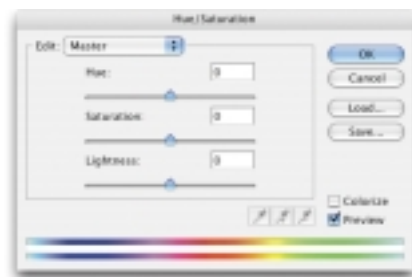 Hue/Saturation
Edit: Master
OK
Hue: 0
Cancel
Saturation: 0
Load...
Save...
Lightness: 0
Colorize
Preview